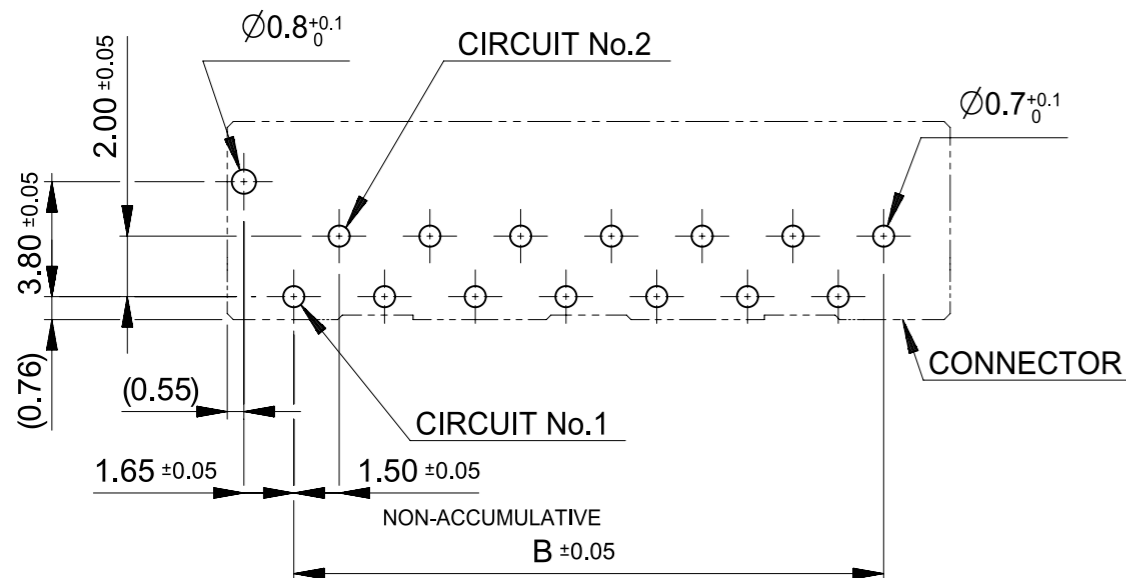 Ø0.8 +0.1 0
CIRCUIT No.2
Ø0.7 +0.1 0
2.00 ±0.05
3.80 ±0.05
(0.76)
(0.55)
CONNECTOR
CIRCUIT No.1
1.65 ±0.05
1.50 ±0.05
NON-ACCUMULATIVE
B ±0.05